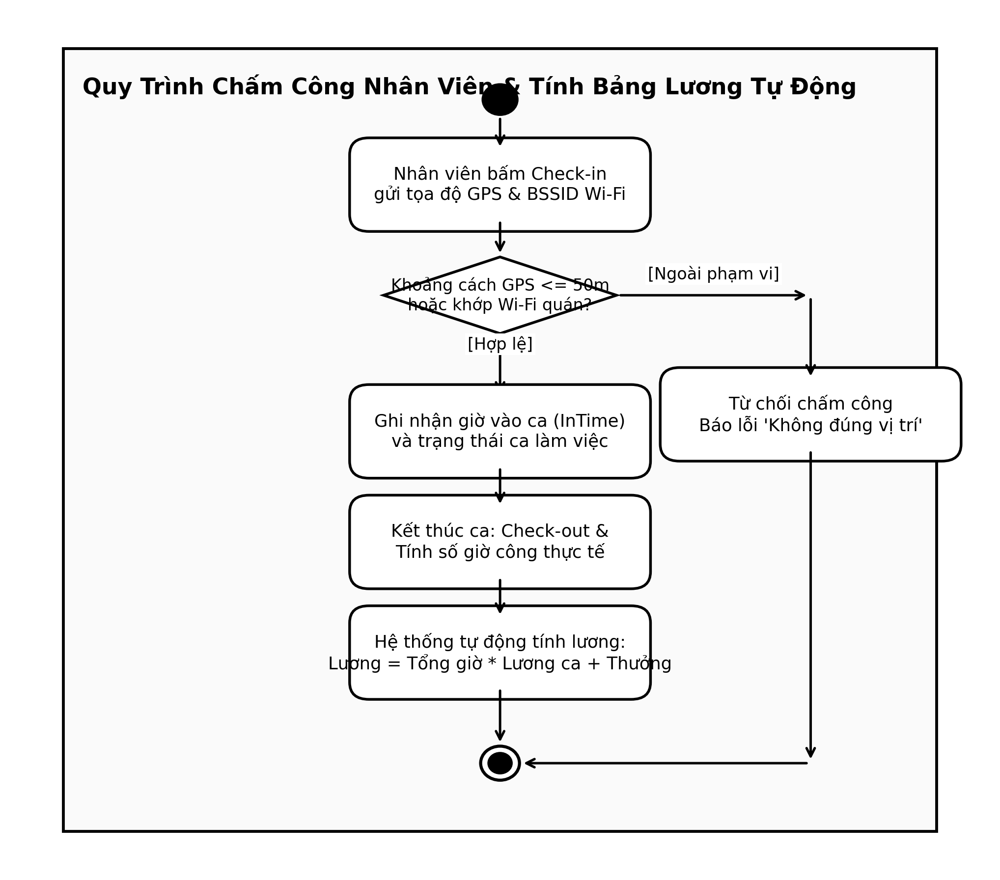 Quy Trình Chấm Công Nhân Viên & Tính Bảng Lương Tự Động
Nhân viên bấm Check-in
gửi tọa độ GPS & BSSID Wi-Fi
Khoảng cách GPS <= 50m
hoặc khớp Wi-Fi quán?
[Ngoài phạm vi]
[Hợp lệ]
Từ chối chấm công
Báo lỗi 'Không đúng vị trí'
Ghi nhận giờ vào ca (InTime)
và trạng thái ca làm việc
Kết thúc ca: Check-out &
Tính số giờ công thực tế
Hệ thống tự động tính lương:
Lương = Tổng giờ * Lương ca + Thưởng